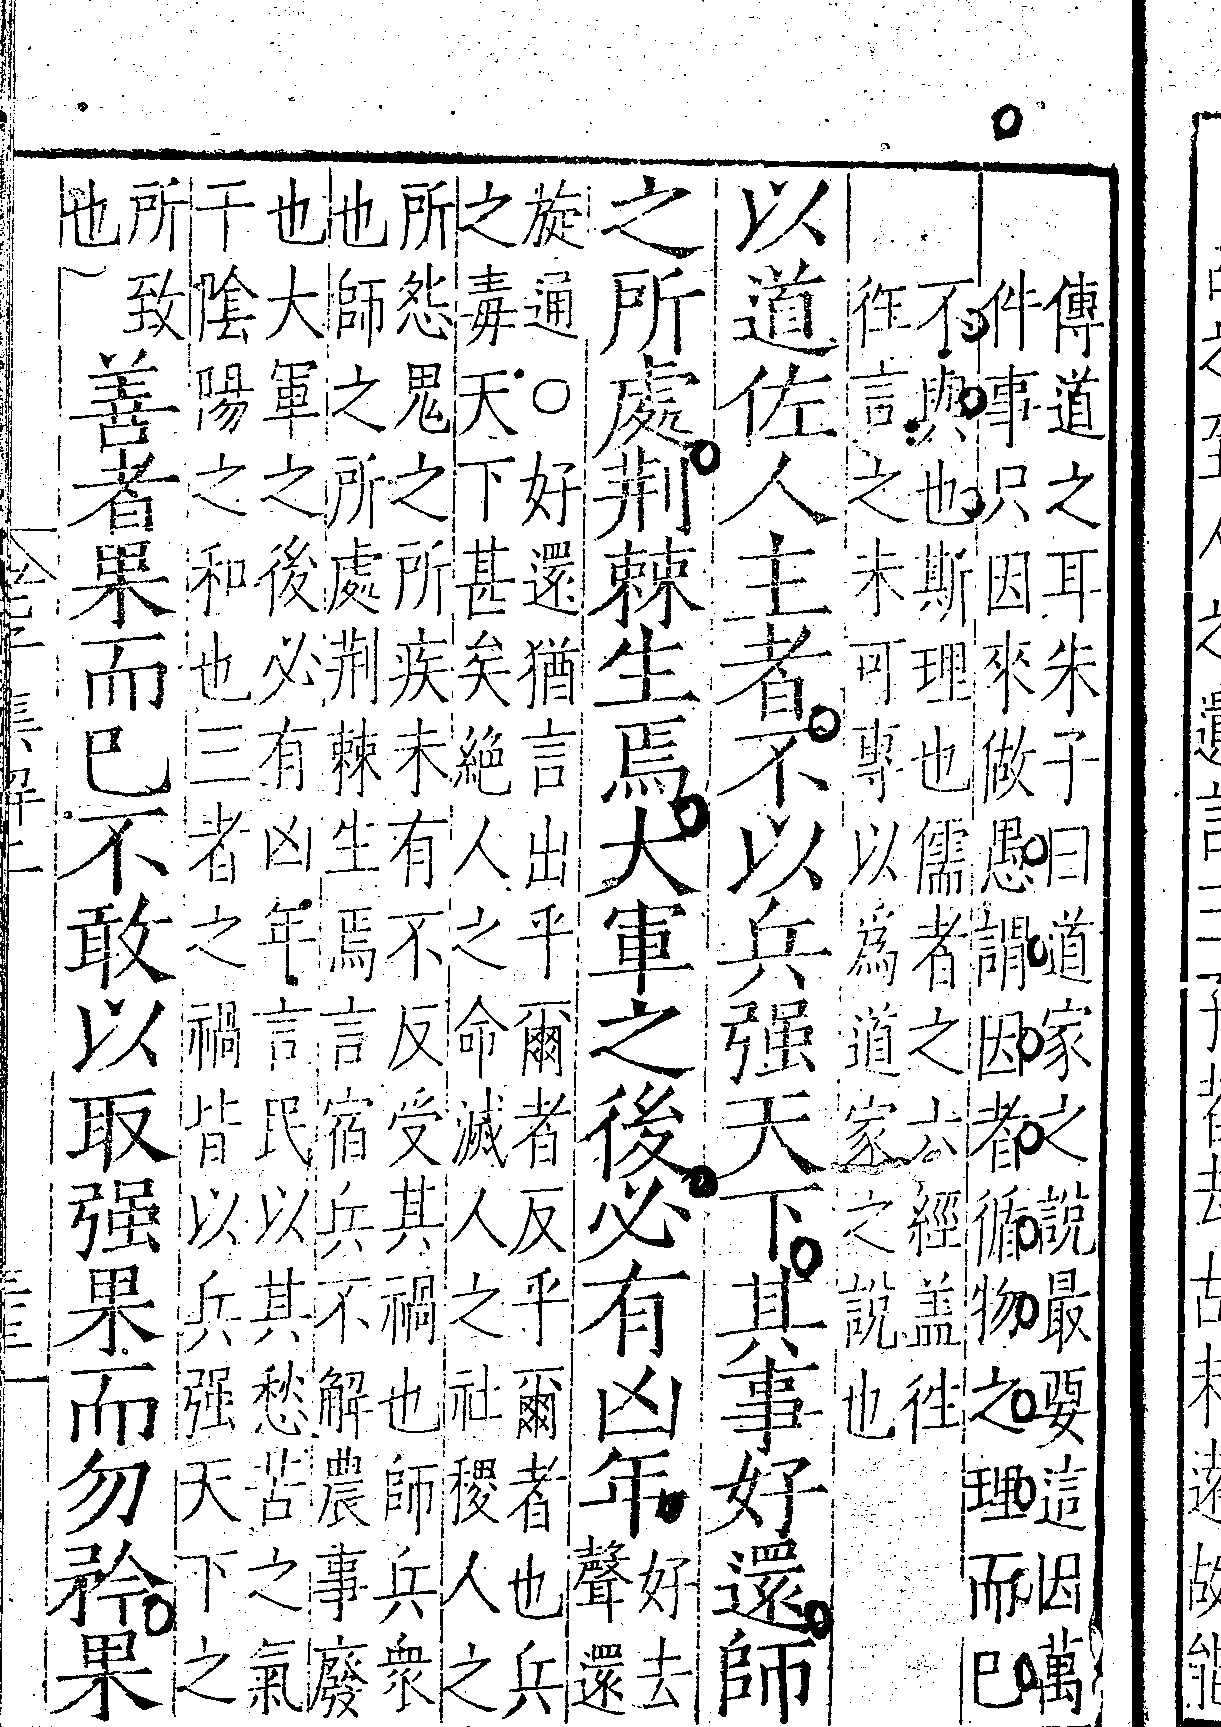 傳道之耳朱子曰道家之說最要這因萬
件事只因來做愚謂因者循物之理而已
不與也斯理也儒者之六經盖徃
徃言之未可專以為道家之說也
以道佐人主者不以兵强天下其事好還師
之所處荆棘生焉大軍之後必有凶年好去
聲還
旋通○好還猶言出乎爾者反乎爾者也兵
之毒天下甚矣絶人之命滅人之社稷人之
所怨鬼之所疾未有不反受其禍也師兵衆
也師之所處荆棘生焉言宿兵不解農事廢
也大軍之後必有凶年言民以其愁苦之氣
干陰陽之和也三者之禍皆以兵强天下之
所致
也善者果而已不敢以取强果而勿矜果